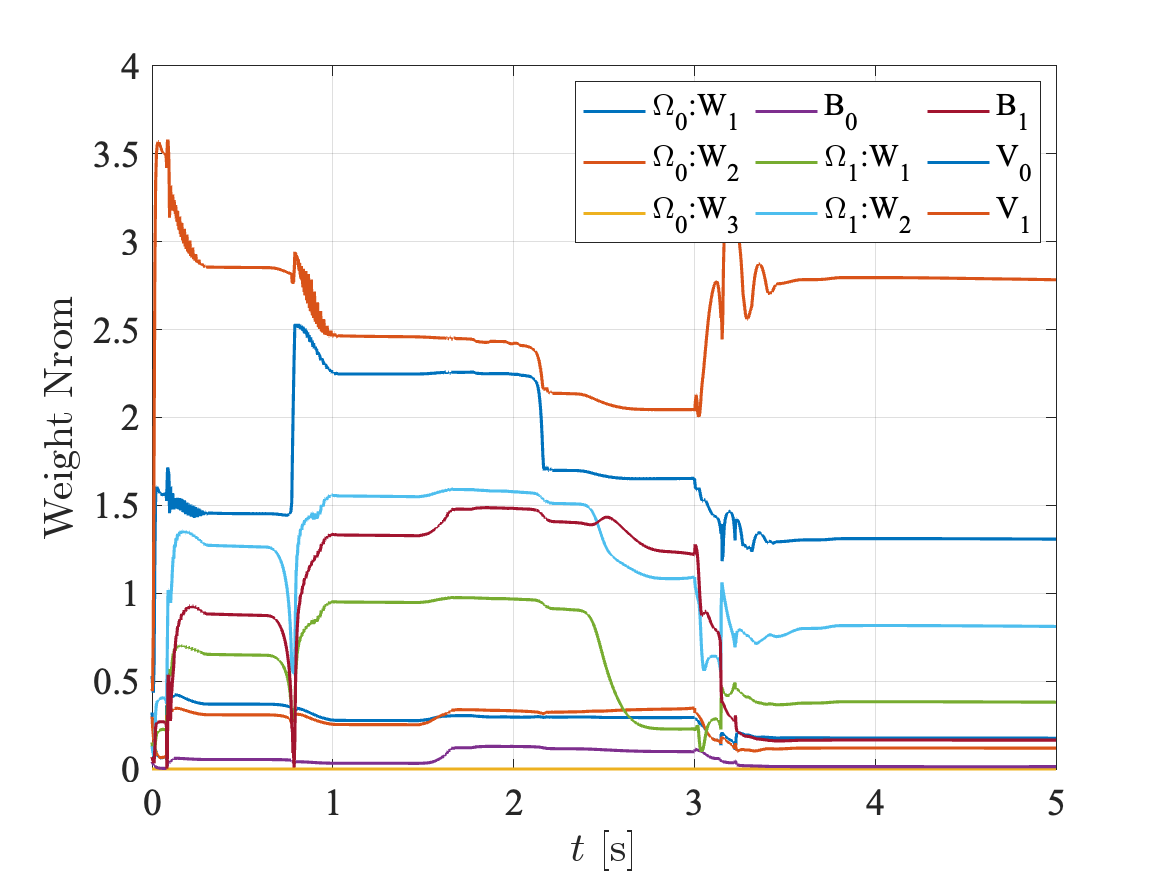 4
3.5
3
2.5
2
1.5
1
0.5
0
0 1 2 3 4 5
Weight Nrom
t [s]
Ω₀:W₁ B₀ B₁
Ω₀:W₂ Ω₁:W₁ V₀
Ω₀:W₃ Ω₁:W₂ V₁